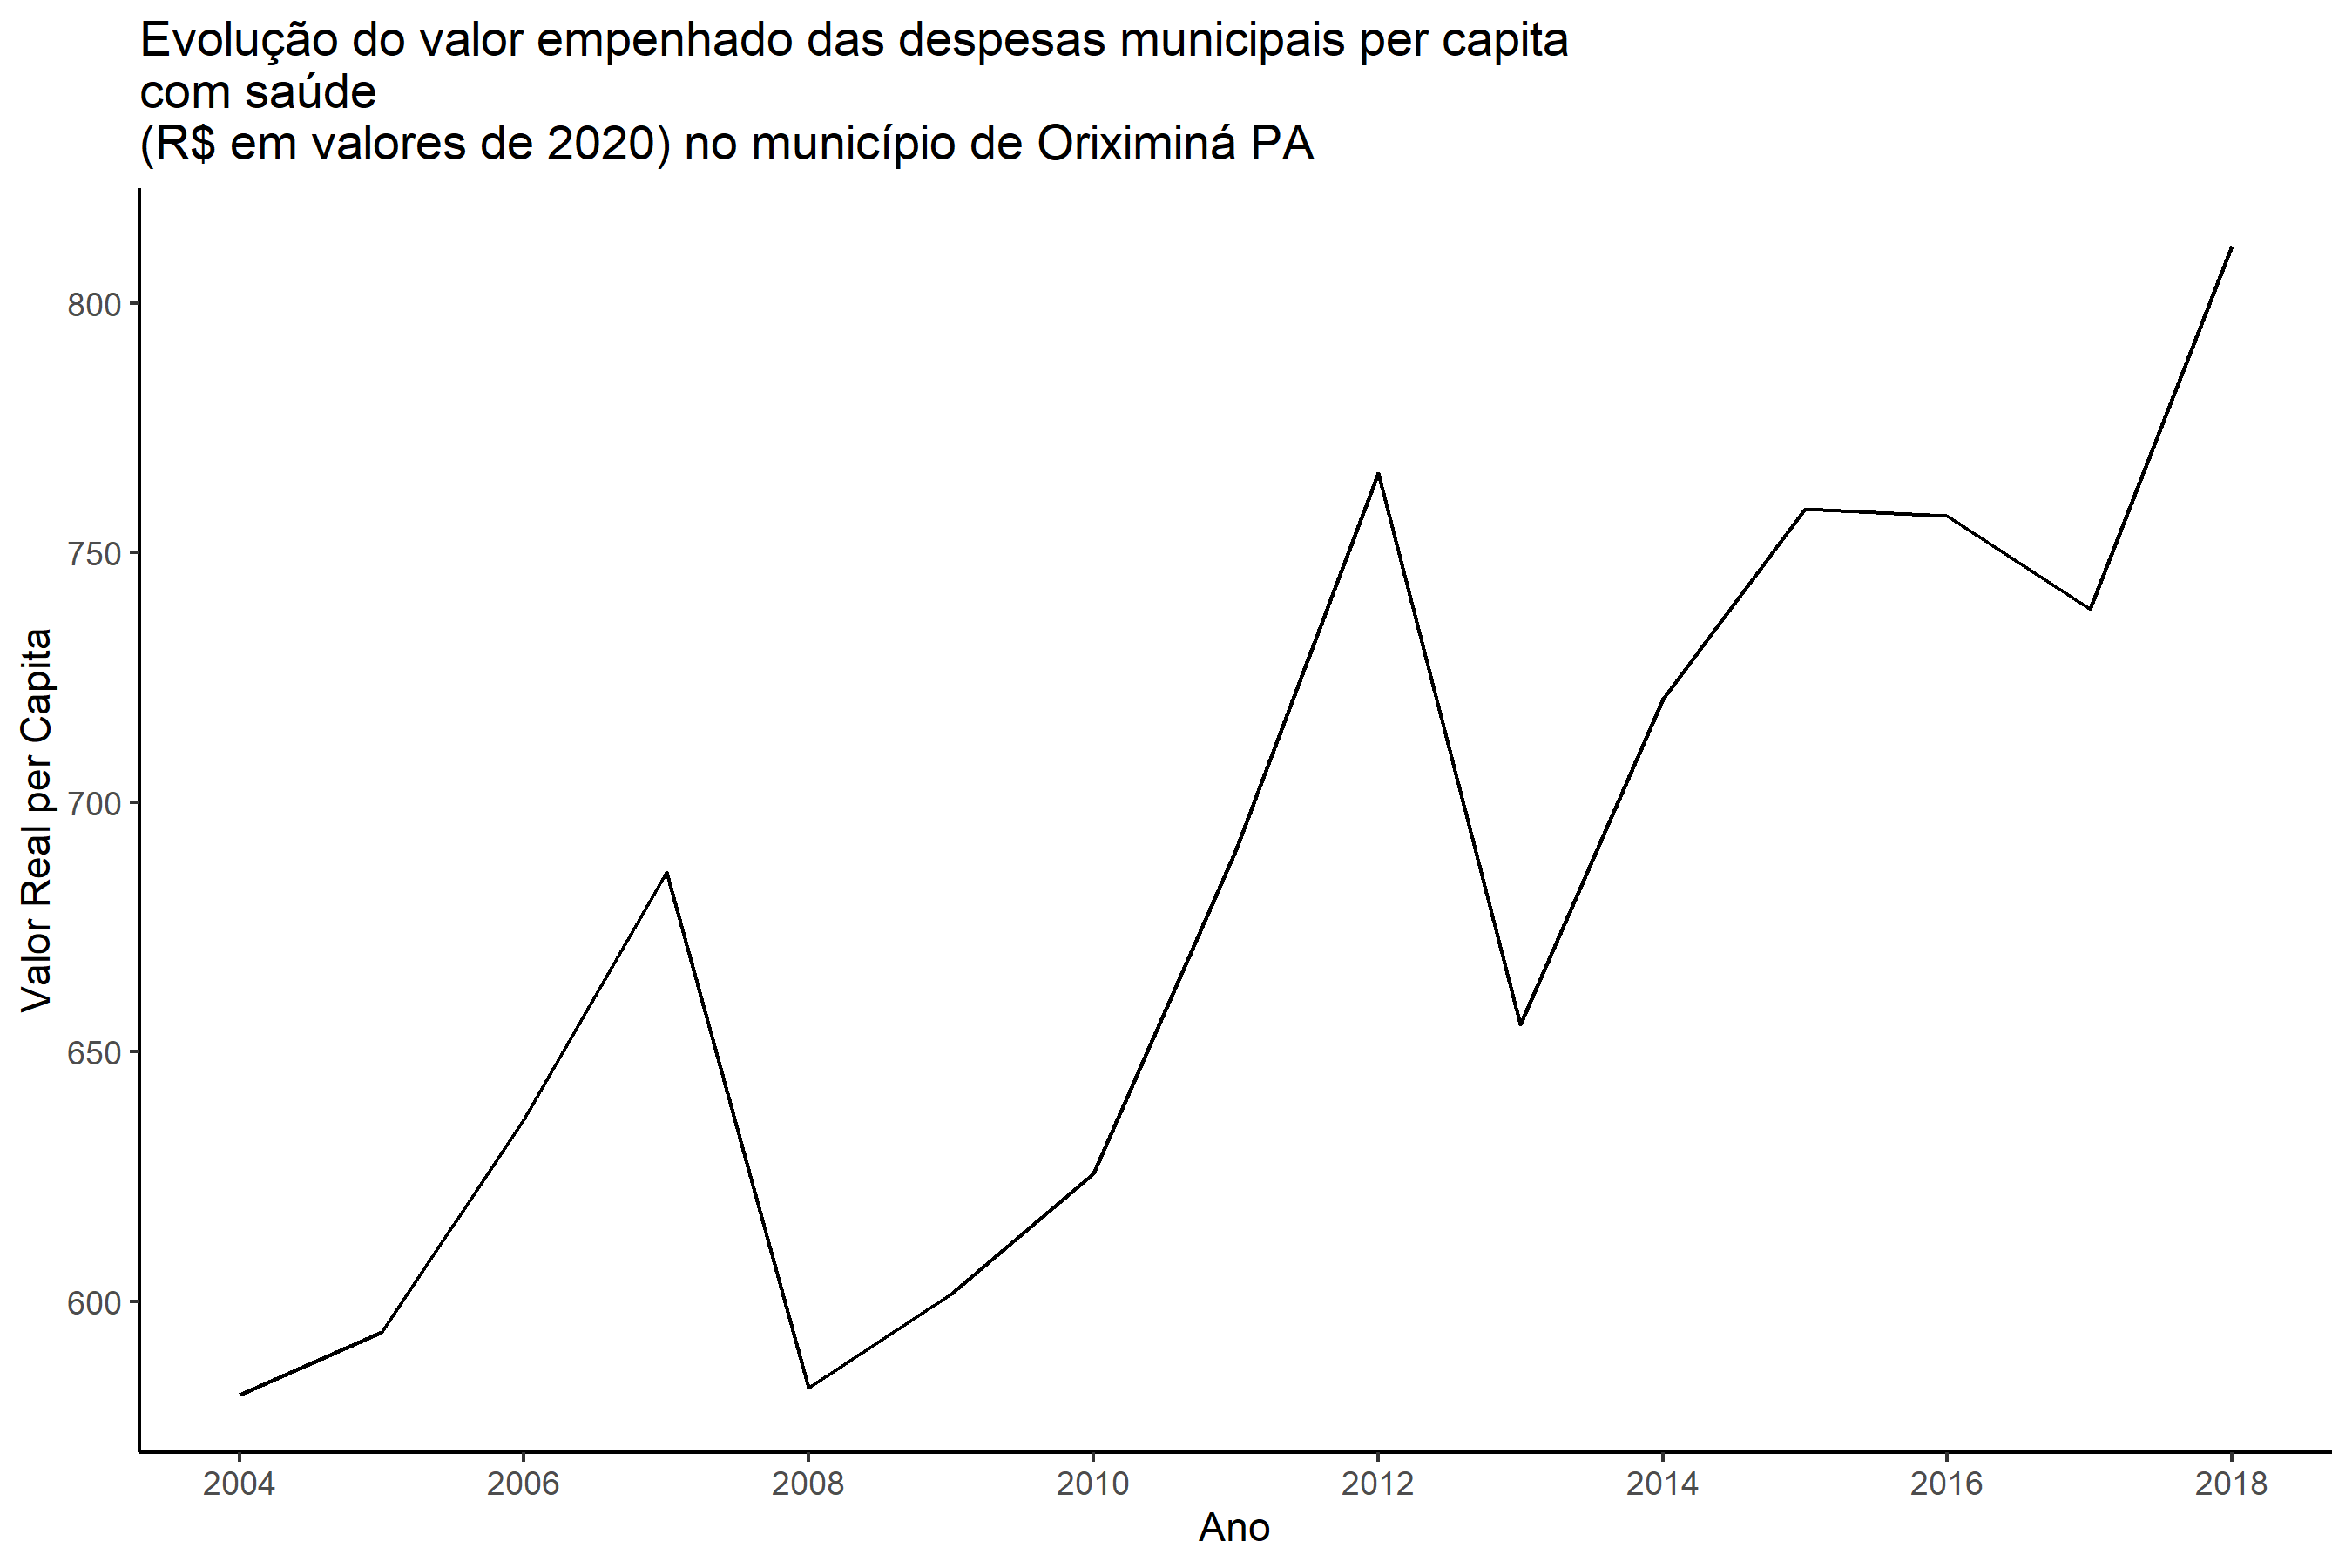 Evolução do valor empenhado das despesas municipais per capita
com saúde
(R$ em valores de 2020) no município de Oriximiná PA
800
750
700
650
600
Valor Real per Capita
2004 2006 2008 2010 2012 2014 2016 2018
Ano